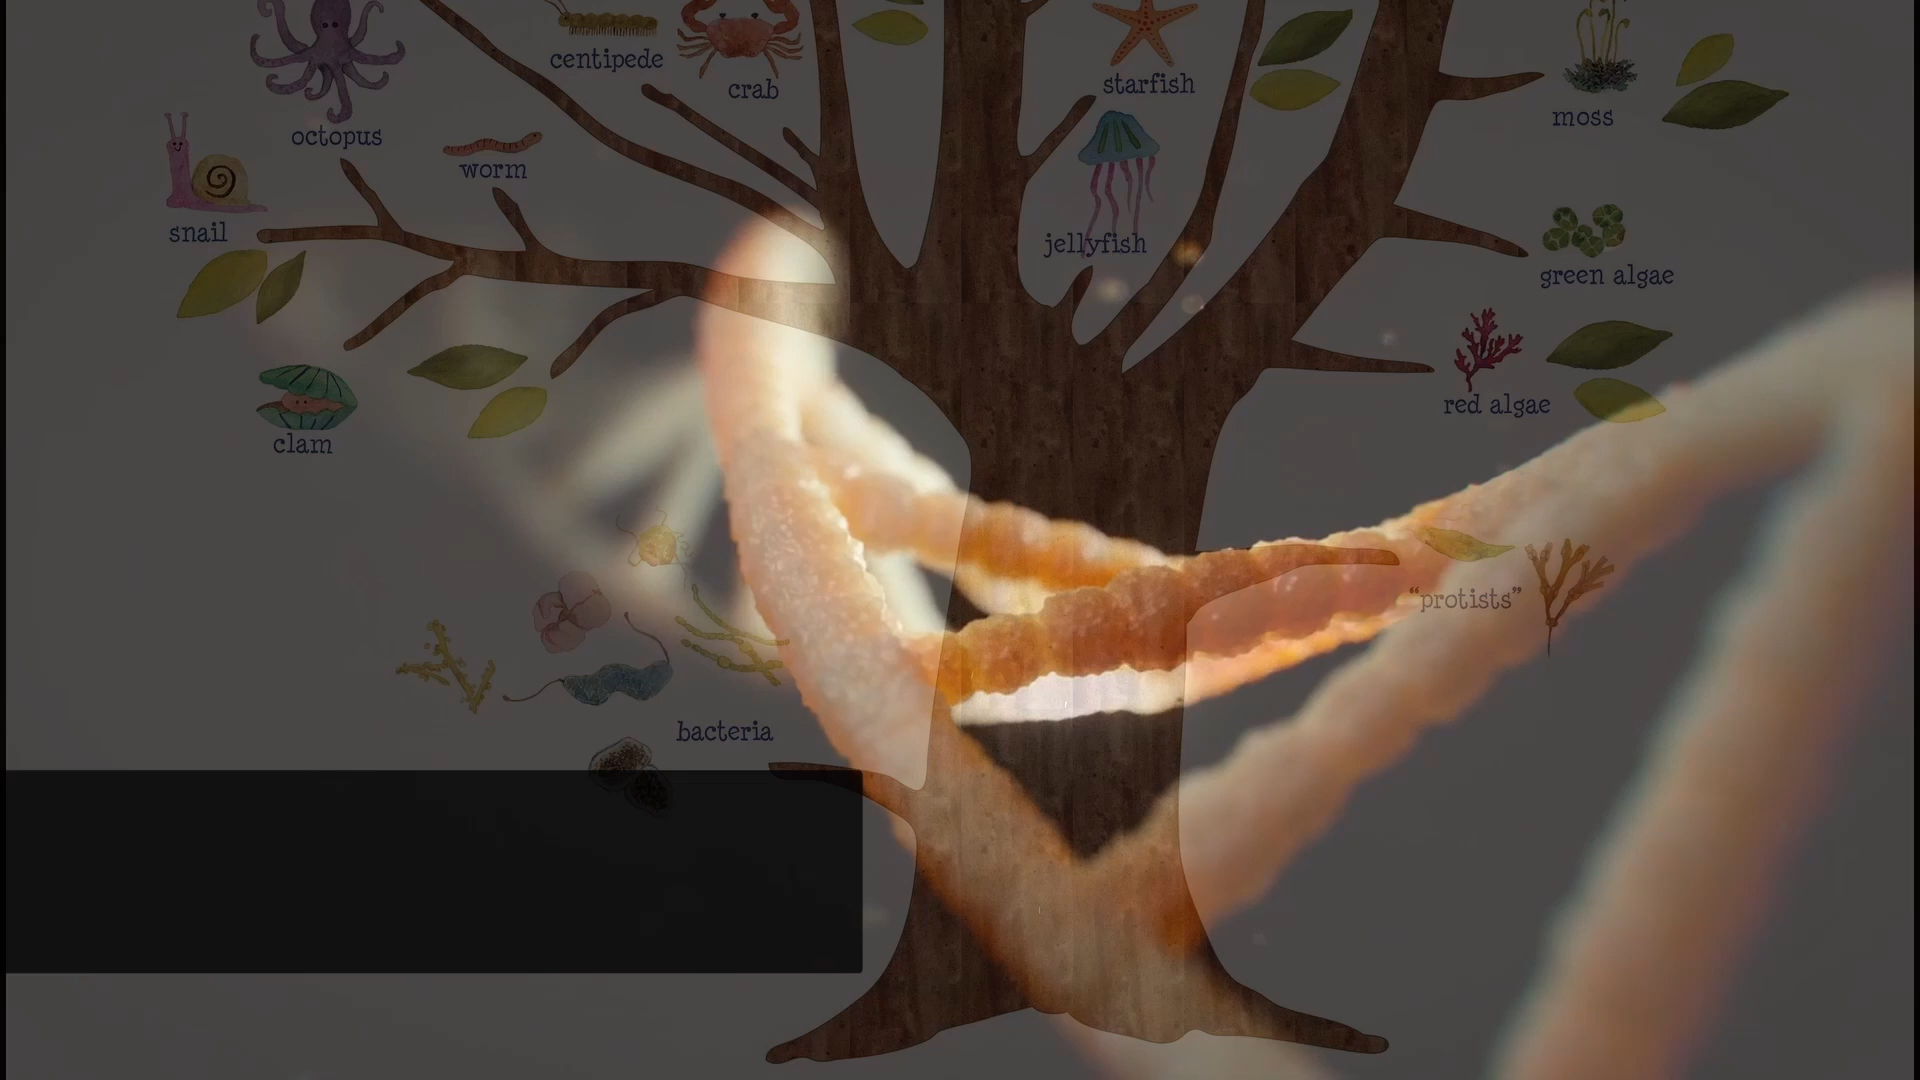 centipede
crab
starfish
moss
octopus
worm
snail
jellyfish
green algae
red algae
clam
“protists”
bacteria